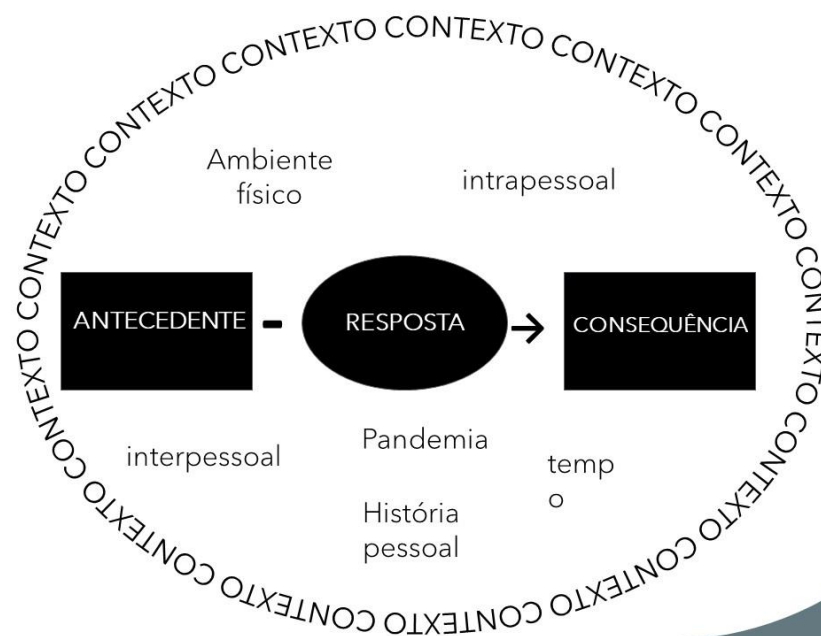 CONTEXTO CONTEXTO CONTEXTO CONTEXTO CONTEXTO CONTEXTO CONTEXTO CONTEXTO CONTEXTO CONTEXTO CONTEXTO CONTEXTO CONTEXTO
Ambiente
físico
intrapessoal
ANTECEDENTE - RESPOSTA → CONSEQUÊNCIA
interpessoal
Pandemia
temp
o
História
pessoal